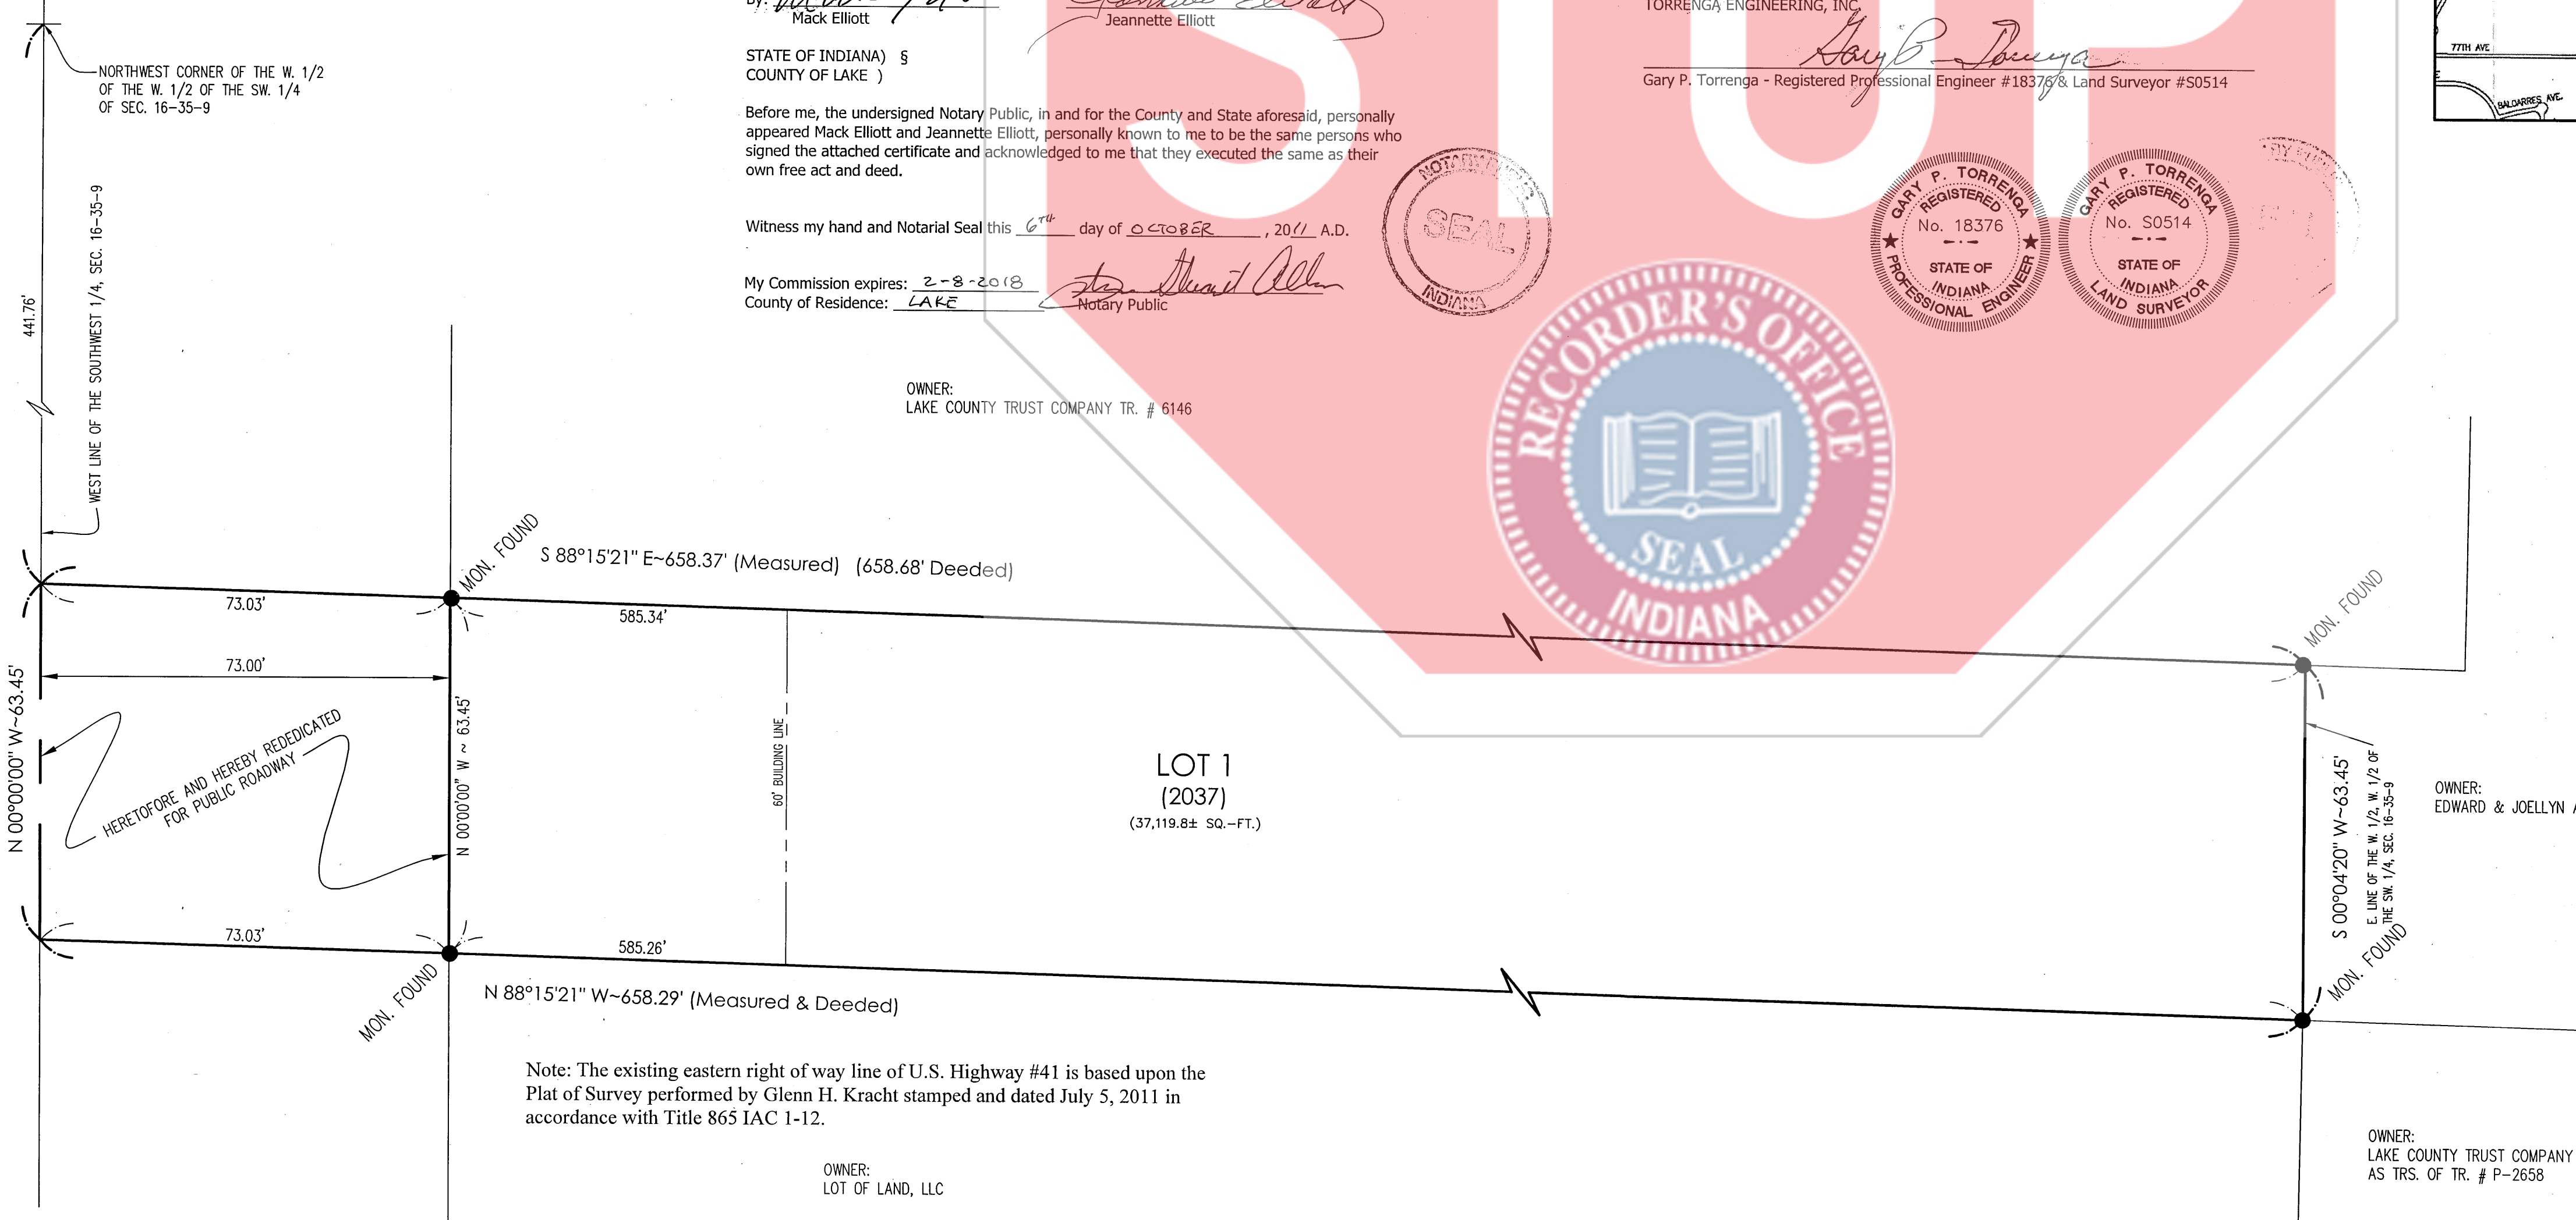 By:
Mack Elliott
Jeannette Elliott
STATE OF INDIANA) §
COUNTY OF LAKE )
Before me, the undersigned Notary Public, in and for the County and State aforesaid, personally
appeared Mack Elliott and Jeannette Elliott, personally known to me to be the same persons who
signed the attached certificate and acknowledged to me that they executed the same as their
own free act and deed.
Witness my hand and Notarial Seal this 6TH day of OCTOBER , 2011 A.D.
My Commission expires: 2-8-2018
County of Residence: LAKE
Notary Public
SEAL
INDIANA
TORRENGA ENGINEERING, INC.
Gary P. Torrenga - Registered Professional Engineer #18376 & Land Surveyor #S0514
GARY P. TORRENGA
REGISTERED
No. 18376
STATE OF
INDIANA
PROFESSIONAL ENGINEER
GARY P. TORRENGA
REGISTERED
No. S0514
STATE OF
INDIANA
LAND SURVEYOR
77TH AVE
BALDARRES AVE.
STOP
RECORDER'S OFFICE
SEAL
INDIANA
NORTHWEST CORNER OF THE W. 1/2
OF THE W. 1/2 OF THE SW. 1/4
OF SEC. 16-35-9
441.76'
WEST LINE OF THE SOUTHWEST 1/4, SEC. 16-35-9
OWNER:
LAKE COUNTY TRUST COMPANY TR. # 6146
MON. FOUND
S 88°15'21" E~658.37' (Measured) (658.68' Deeded)
73.03'
585.34'
MON. FOUND
73.00'
N 00°00'00" W~63.45'
HERETOFORE AND HEREBY REDEDICATED
FOR PUBLIC ROADWAY
N 00°00'00" W ~ 63.45'
60' BUILDING LINE
LOT 1
(2037)
(37,119.8± SQ.-FT.)
S 00°04'20" W~63.45'
E. LINE OF THE W. 1/2, W. 1/2 OF
THE SW. 1/4, SEC. 16-35-9
OWNER:
EDWARD & JOELLYN
73.03'
585.26'
MON. FOUND
MON. FOUND
N 88°15'21" W~658.29' (Measured & Deeded)
Note: The existing eastern right of way line of U.S. Highway #41 is based upon the
Plat of Survey performed by Glenn H. Kracht stamped and dated July 5, 2011 in
accordance with Title 865 IAC 1-12.
OWNER:
LOT OF LAND, LLC
OWNER:
LAKE COUNTY TRUST COMPANY
AS TRS. OF TR. # P-2658